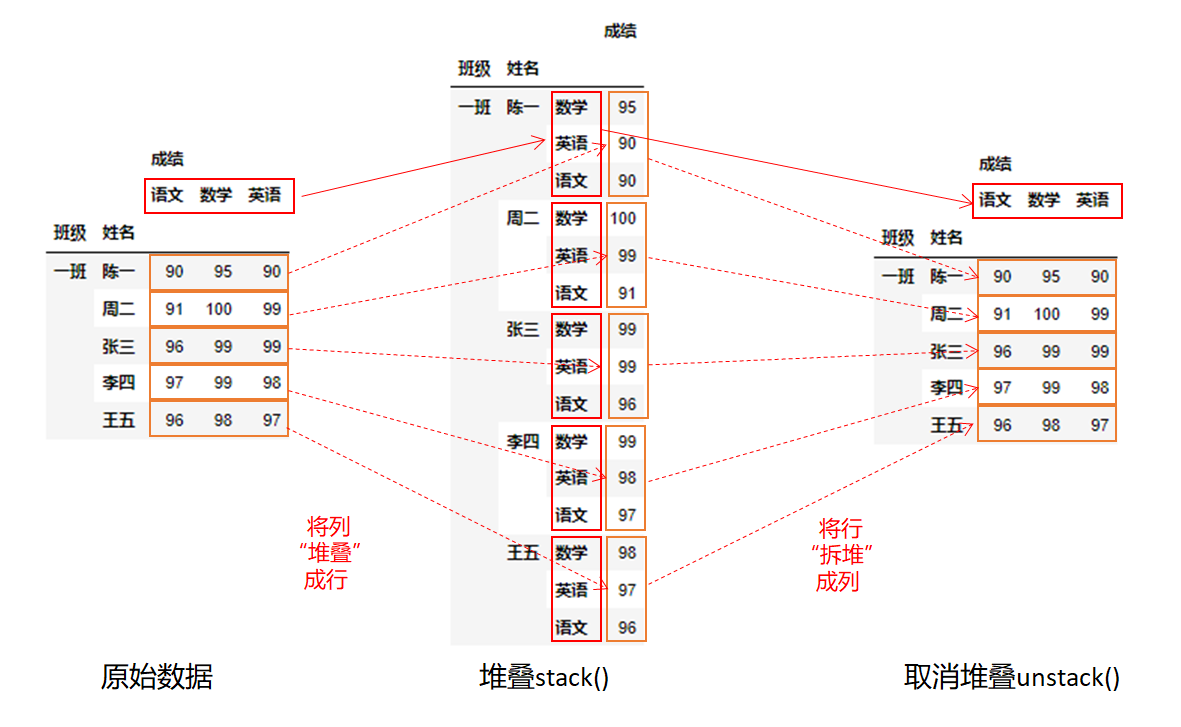 成绩
语文 数学 英语
班级 姓名
一班 陈一 90 95 90
周二 91 100 99
张三 96 99 99
李四 97 99 98
王五 96 98 97
将列
“堆叠”
成行
原始数据
成绩
班级 姓名
一班 陈一 数学 95
英语 90
语文 90
周二 数学 100
英语 99
语文 91
张三 数学 99
英语 99
语文 96
李四 数学 99
英语 98
语文 97
王五 数学 98
英语 97
语文 96
堆叠stack()
成绩
语文 数学 英语
班级 姓名
一班 陈一 90 95 90
周二 91 100 99
张三 96 99 99
李四 97 99 98
王五 96 98 97
将行
“拆堆”
成列
取消堆叠unstack()